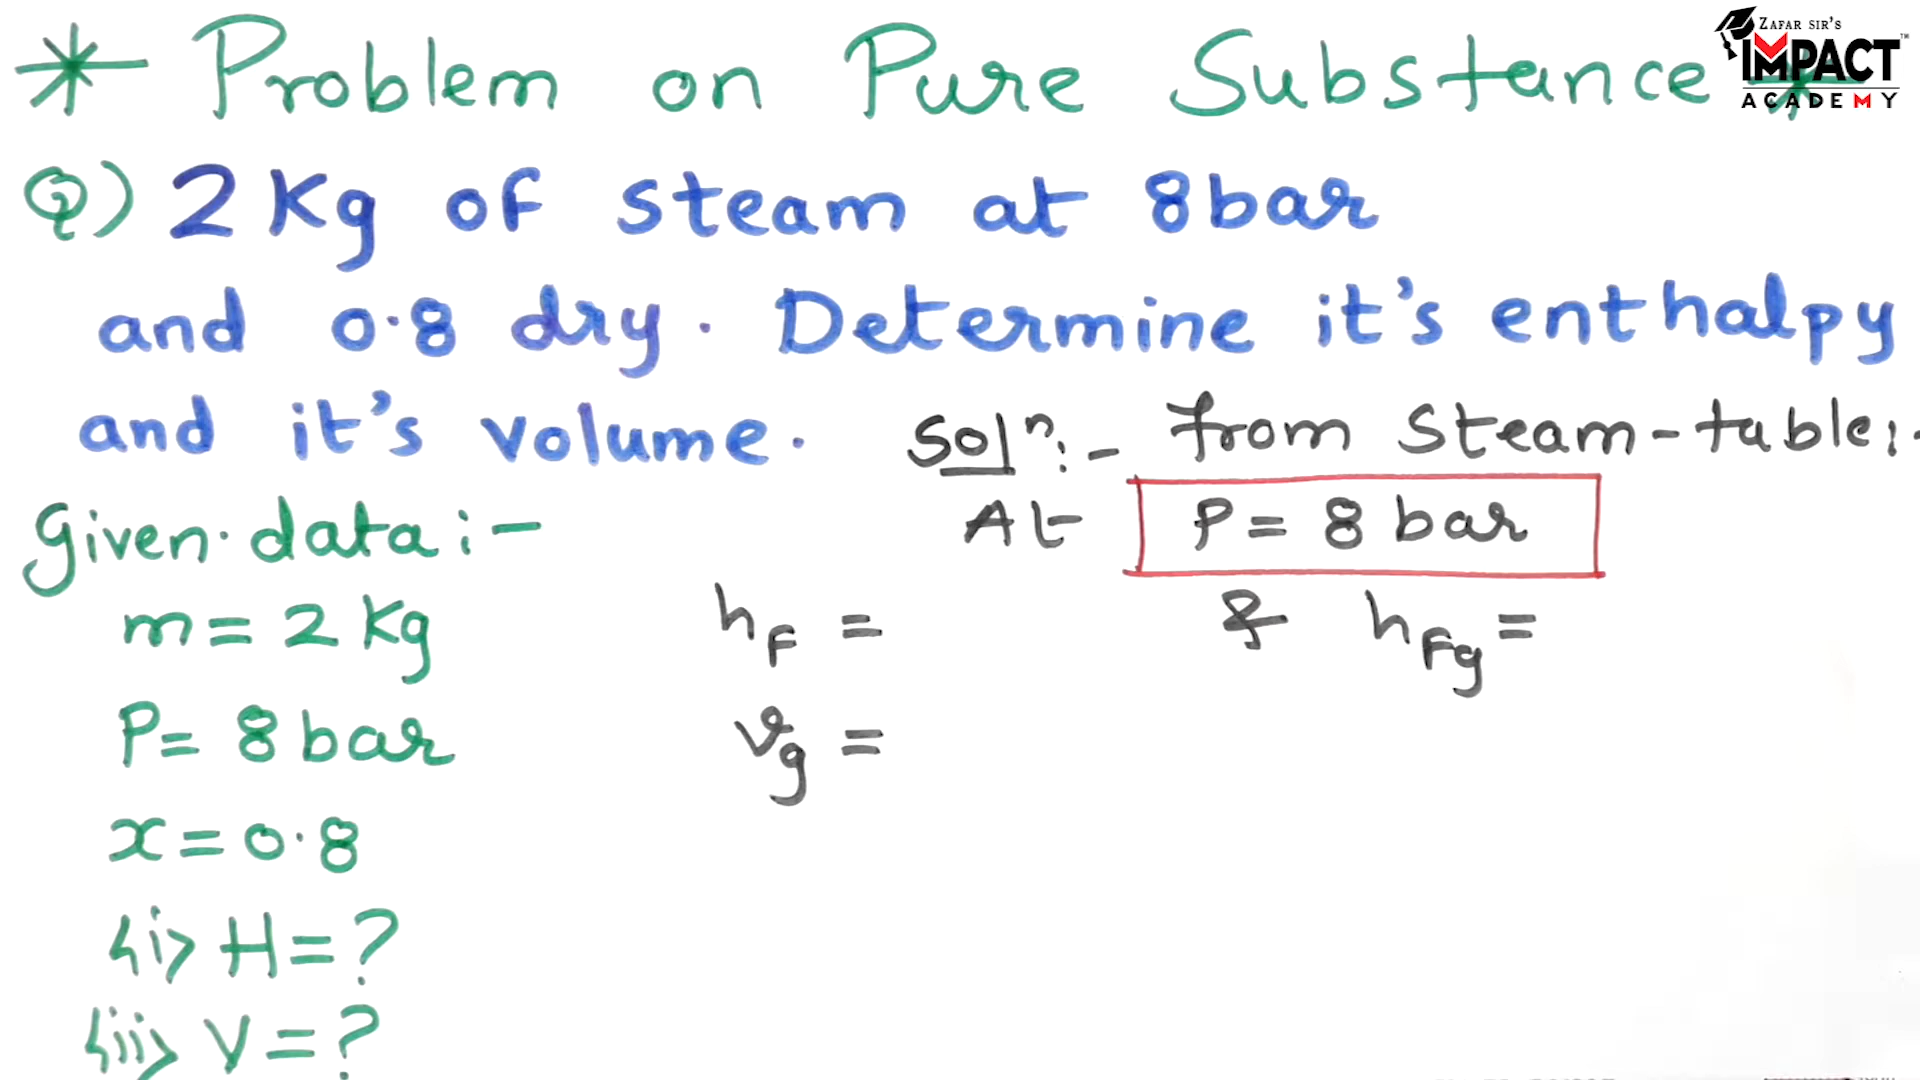 * Problem on Pure Substance *
ZAFAR SIR'S
IMPACT™
ACADEMY
Q) 2 Kg of steam at 8 bar
and 0.8 dry. Determine it's enthalpy
and it's volume.
Solⁿ:- From Steam-table:-
At P = 8 bar
Given data:-
hF = & hFg =
m = 2 Kg
vg =
P = 8 bar
x = 0.8
<i> H = ?
<ii> V = ?